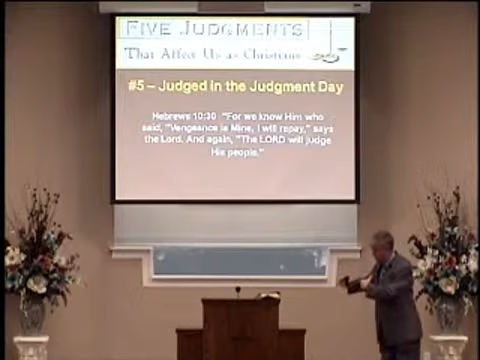 FIVE JUDGMENTS
That Affect Us as Christians
#5 – Judged in the Judgment Day
Hebrews 10:30 "For we know Him who
said, "Vengeance is Mine, I will repay," says
the Lord. And again, "The LORD will judge
His people."